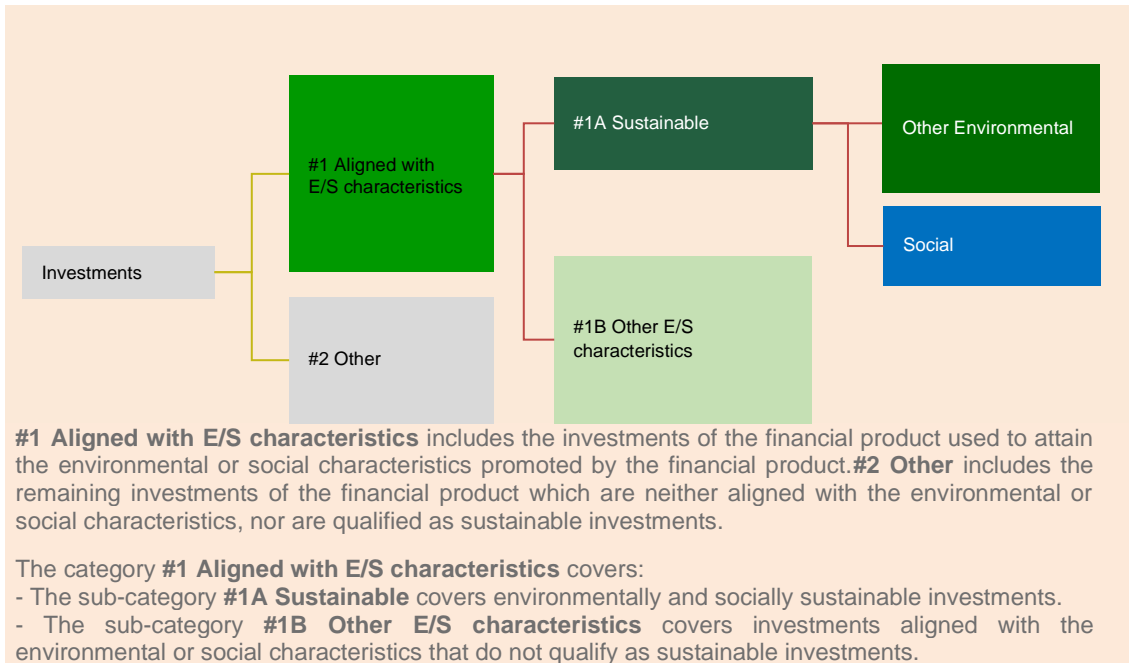 #1A Sustainable
Other Environmental
#1 Aligned with
E/S characteristics
Social
Investments
#1B Other E/S
characteristics
#2 Other
#1 Aligned with E/S characteristics includes the investments of the financial product used to attain
the environmental or social characteristics promoted by the financial product.#2 Other includes the
remaining investments of the financial product which are neither aligned with the environmental or
social characteristics, nor are qualified as sustainable investments.
The category #1 Aligned with E/S characteristics covers:
- The sub-category #1A Sustainable covers environmentally and socially sustainable investments.
- The sub-category #1B Other E/S characteristics covers investments aligned with the
environmental or social characteristics that do not qualify as sustainable investments.